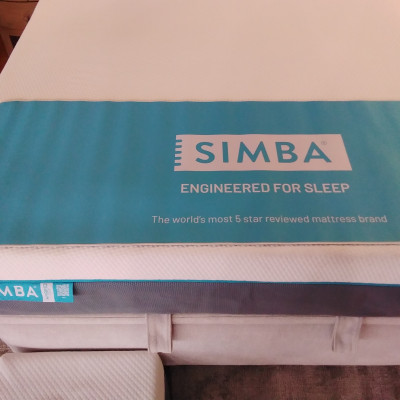 SIMBA®
ENGINEERED FOR SLEEP
The world's most 5 star reviewed mattress brand
MBA